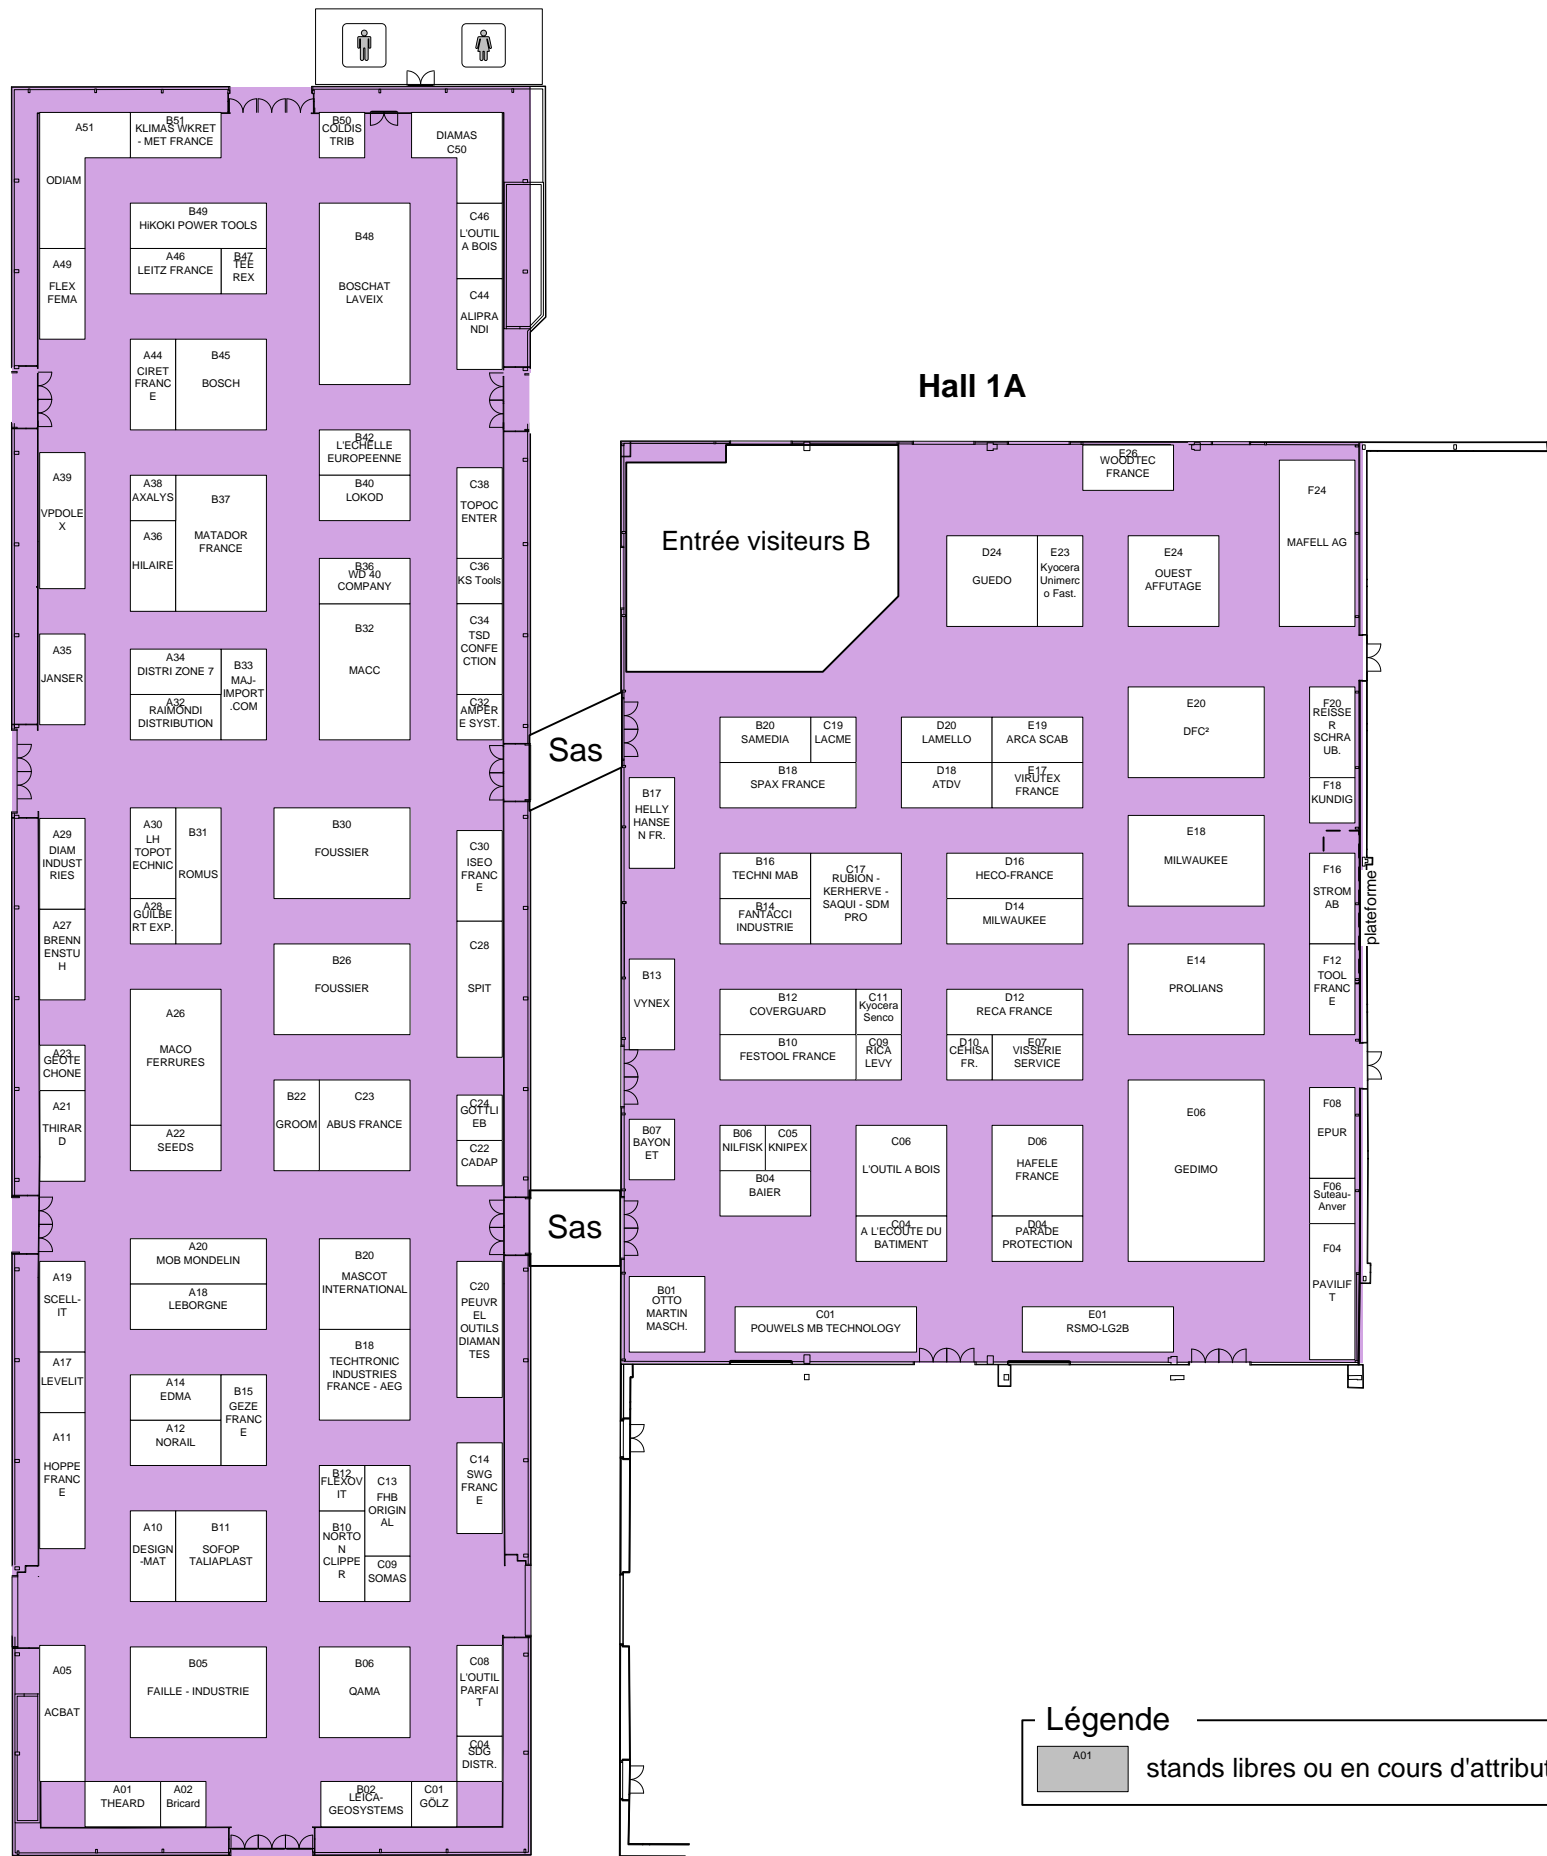 A51
ODIAM
B51
KLIMAS WKRET
- MET FRANCE
B50
COLDIS
TRIB
DIAMAS
C50
B49
HiKOKI POWER TOOLS
A46
LEITZ FRANCE
B47
TEE
REX
A49
FLEX
FEMA
B48
BOSCHAT
LAVEIX
C46
L'OUTIL
A BOIS
C44
ALIPRA
NDI
A44
CIRET
FRANC
E
B45
BOSCH
B42
L'ECHELLE
EUROPEENNE
B40
LOKOD
A39
VPDOLE
X
A38
AXALYS
A36
HILAIRE
B37
MATADOR
FRANCE
C38
TOPOC
ENTER
B36
WD 40
COMPANY
C36
KS Tools
B32
MACC
C34
TSD
CONFE
CTION
C32
AMPER
E SYST.
A35
JANSER
A34
DISTRI ZONE 7
A32
RAIMONDI
DISTRIBUTION
B33
MAJ-
IMPORT
.COM
Sas
A29
DIAM
INDUST
RIES
A27
BRENN
ENSTU
H
A30
LH
TOPOT
ECHNIC
A28
GUILBE
RT EXP.
B31
ROMUS
B30
FOUSSIER
C30
ISEO
FRANC
E
B26
FOUSSIER
C28
SPIT
A26
MACO
FERRURES
A22
SEEDS
A23
GEOTE
CHONE
A21
THIRAR
D
B22
GROOM
C23
ABUS FRANCE
C24
GOTTLI
EB
C22
CADAP
Sas
A20
MOB MONDELIN
A18
LEBORGNE
B20
MASCOT
INTERNATIONAL
B18
TECHTRONIC
INDUSTRIES
FRANCE - AEG
A19
SCELL-
IT
A17
LEVELIT
A11
HOPPE
FRANC
E
C20
PEUVR
EL
OUTILS
DIAMAN
TES
A14
EDMA
A12
NORAIL
B15
GEZE
FRANC
E
B12
FLEXOV
IT
B10
NORTO
N
CLIPPE
R
C13
FHB
ORIGIN
AL
C09
SOMAS
C14
SWG
FRANC
E
A10
DESIGN
-MAT
B11
SOFOP
TALIAPLAST
A05
ACBAT
B05
FAILLE - INDUSTRIE
B06
QAMA
C08
L'OUTIL
PARFAI
T
C04
SDG
DISTR.
A01
THEARD
A02
Bricard
B02
LEICA-
GEOSYSTEMS
C01
GÖLZ
Hall 1A
Entrée visiteurs B
E26
WOODTEC
FRANCE
F24
MAFELL AG
D24
GUEDO
E23
Kyocera
Unimerc
o Fast.
E24
OUEST
AFFUTAGE
B20
SAMEDIA
C19
LACME
B18
SPAX FRANCE
D20
LAMELLO
E19
ARCA SCAB
D18
ATDV
E17
VIRUTEX
FRANCE
E20
DFC²
F20
REISSE
R
SCHRA
UB.
F18
KUNDIG
B17
HELLY
HANSE
N FR.
B16
TECHNI MAB
B14
FANTACCI
INDUSTRIE
C17
RUBION -
KERHERVE -
SAQUI - SDM
PRO
D16
HECO-FRANCE
D14
MILWAUKEE
E18
MILWAUKEE
F16
STROM
AB
plateforme
B13
VYNEX
B12
COVERGUARD
C11
Kyocera
Senco
B10
FESTOOL FRANCE
C09
RICA
LEVY
D12
RECA FRANCE
D10
CEHISA
FR.
E07
VISSERIE
SERVICE
E14
PROLIANS
F12
TOOL
FRANC
E
B07
BAYON
ET
B06
NILFISK
C05
KNIPEX
B04
BAIER
C06
L'OUTIL A BOIS
C04
A L'ECOUTE DU
BATIMENT
D06
HAFELE
FRANCE
D04
PARADE
PROTECTION
E06
GEDIMO
F08
EPUR
F06
Suteau-
Anver
F04
PAVILIF
T
B01
OTTO
MARTIN
MASCH.
C01
POUWELS MB TECHNOLOGY
E01
RSMO-LG2B
Légende
A01
stands libres ou en cours d'attribut